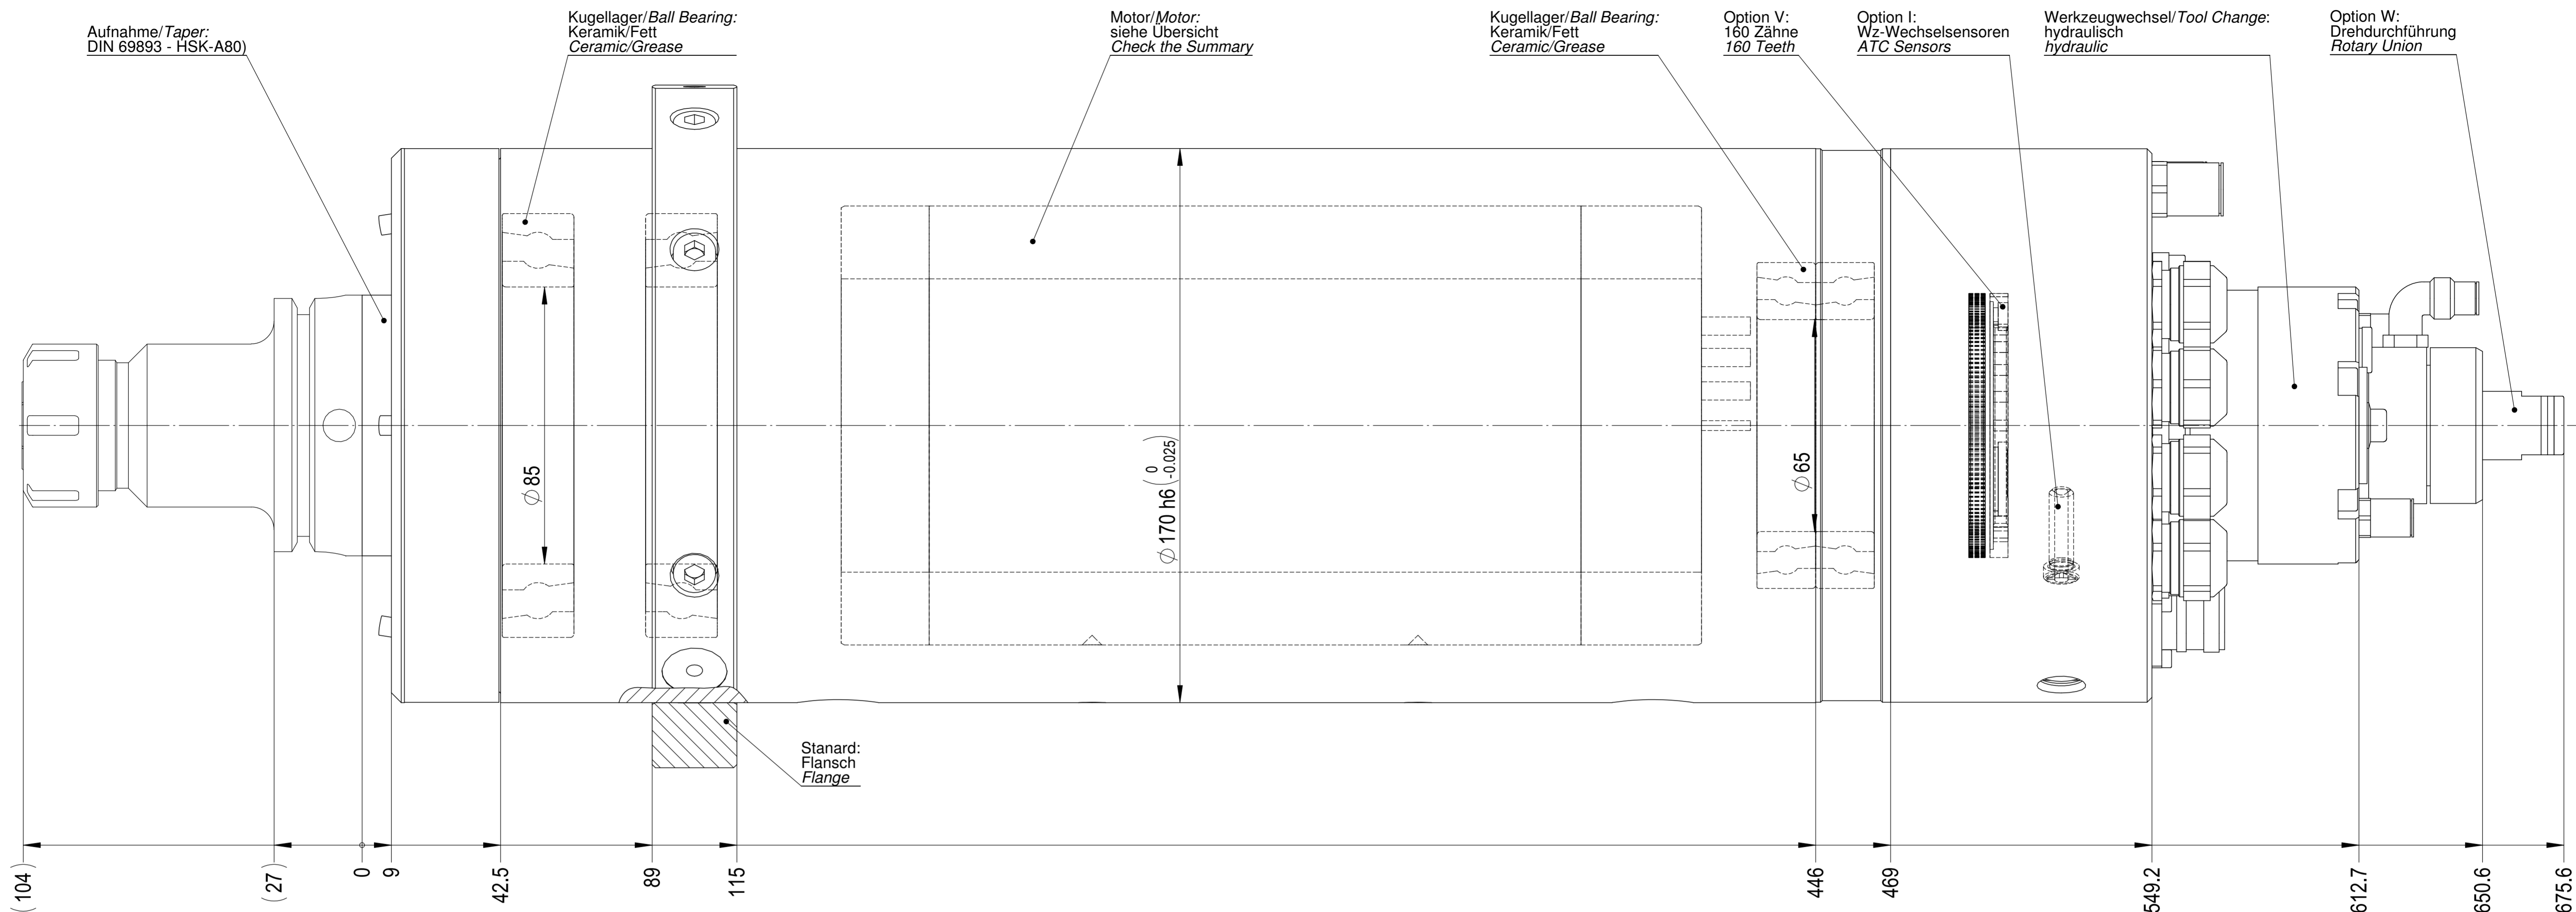 Aufnahme/Taper:
DIN 69893 - HSK-A80)
Kugellager/Ball Bearing:
Keramik/Fett
Ceramic/Grease
Motor/Motor:
siehe Übersicht
Check the Summary
Kugellager/Ball Bearing:
Keramik/Fett
Ceramic/Grease
Option V:
160 Zähne
160 Teeth
Option I:
Wz-Wechselsensoren
ATC Sensors
Werkzeugwechsel/Tool Change:
hydraulisch
hydraulic
Option W:
Drehdurchführung
Rotary Union
∅ 85
∅ 170 h6 ( 0 -0.025 )
∅ 65
Stanard:
Flansch
Flange
(104)
(27)
0
9
42.5
89
115
446
469
549.2
612.7
650.6
675.6